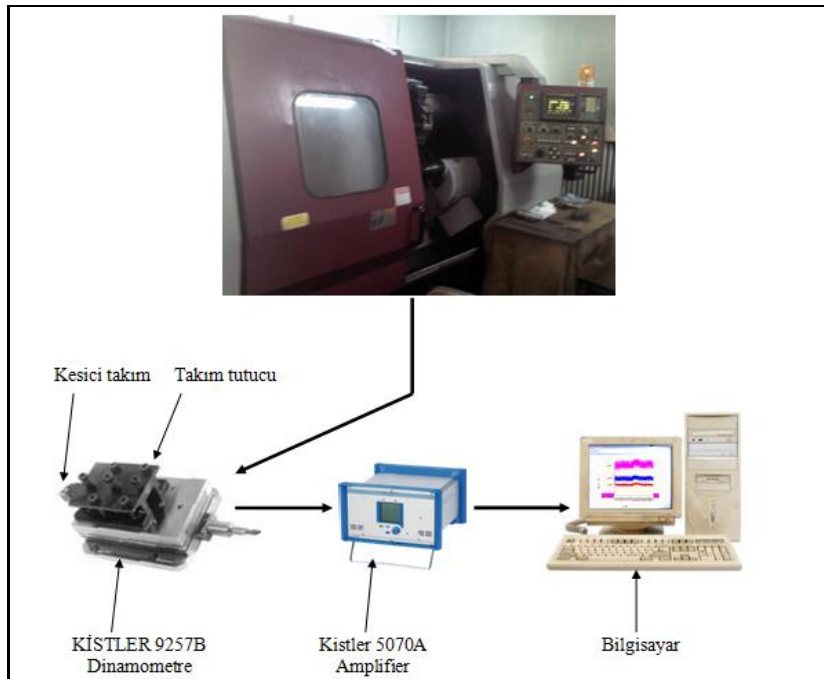 Kesici takım
Takım tutucu
KİSTLER 9257B
Dinamometre
Kistler 5070A
Amplifier
Bilgisayar